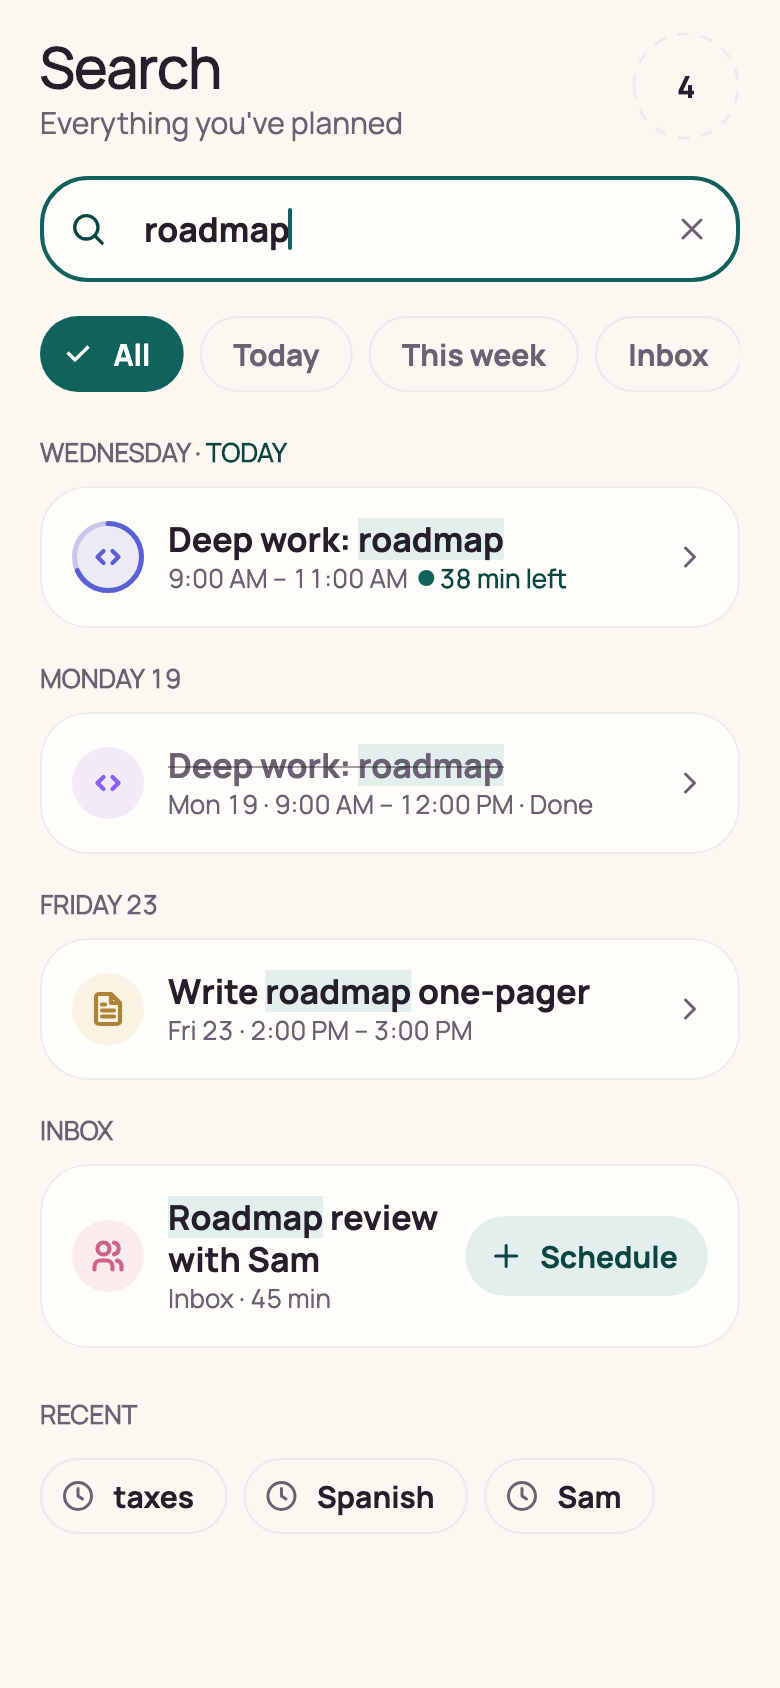 Search
4
Everything you've planned
roadmap
All
Today
This week
Inbox
WEDNESDAY · TODAY
Deep work: roadmap
9:00 AM – 11:00 AM ● 38 min left
MONDAY 19
Deep work: roadmap
Mon 19 · 9:00 AM – 12:00 PM · Done
FRIDAY 23
Write roadmap one-pager
Fri 23 · 2:00 PM – 3:00 PM
INBOX
Roadmap review
with Sam
Inbox · 45 min
Schedule
RECENT
taxes
Spanish
Sam